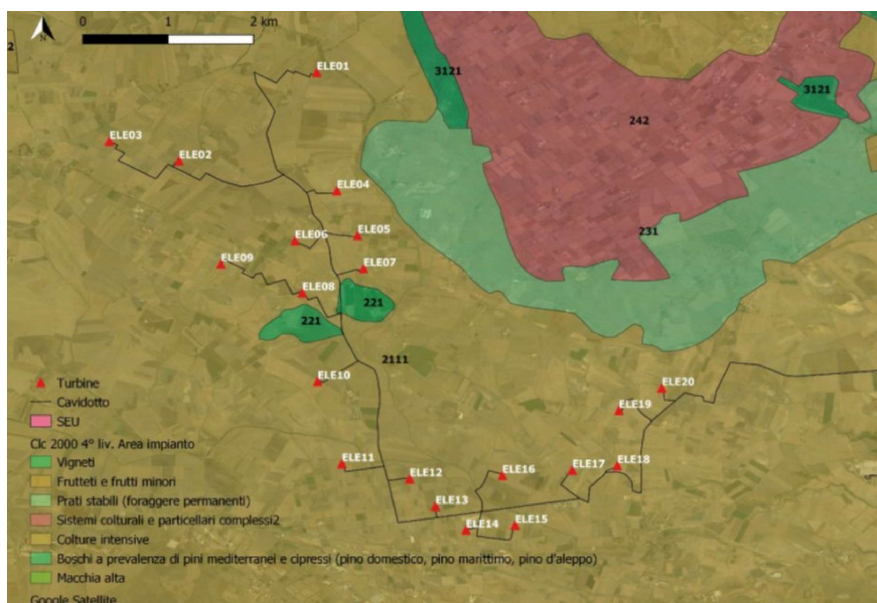 0 1 2 km
N
2
ELE01
3121
3121
242
ELE03
ELE02
ELE04
ELE05
ELE06
231
ELE09
ELE07
ELE08
221
221
2111
ELE10
ELE20
ELE19
ELE11
ELE12
ELE16
ELE17
ELE18
ELE13
ELE14
ELE15
Turbine
Cavidotto
SEU
Clc 2000 4° liv. Area impianto
Vigneti
Frutteti e frutti minori
Prati stabili (foraggere permanenti)
Sistemi colturali e particellari complessi2
Colture intensive
Boschi a prevalenza di pini mediterranei e cipressi (pino domestico, pino marittimo, pino d'aleppo)
Macchia alta
Google Satellite